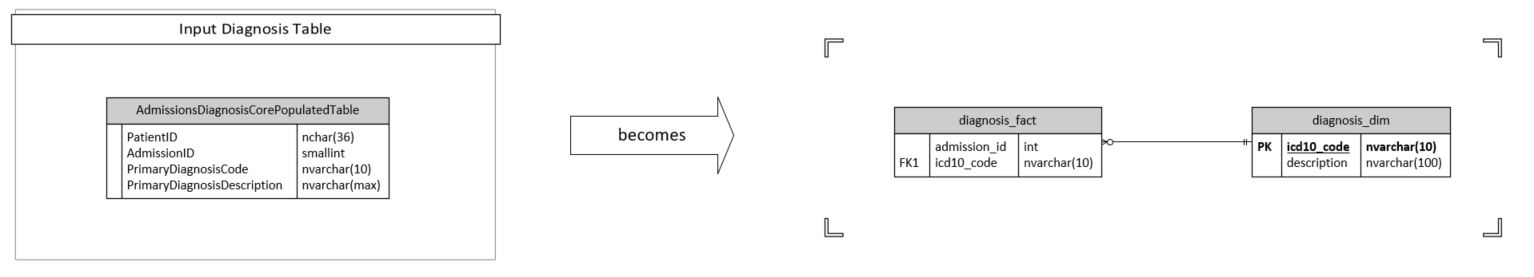 Input Diagnosis Table
AdmissionsDiagnosisCorePopulatedTable
PatientID nchar(36)
AdmissionID smallint
PrimaryDiagnosisCode nvarchar(10)
PrimaryDiagnosisDescription nvarchar(max)
becomes
diagnosis_fact
admission_id int
FK1 icd10_code nvarchar(10)
diagnosis_dim
PK icd10_code nvarchar(10)
description nvarchar(100)